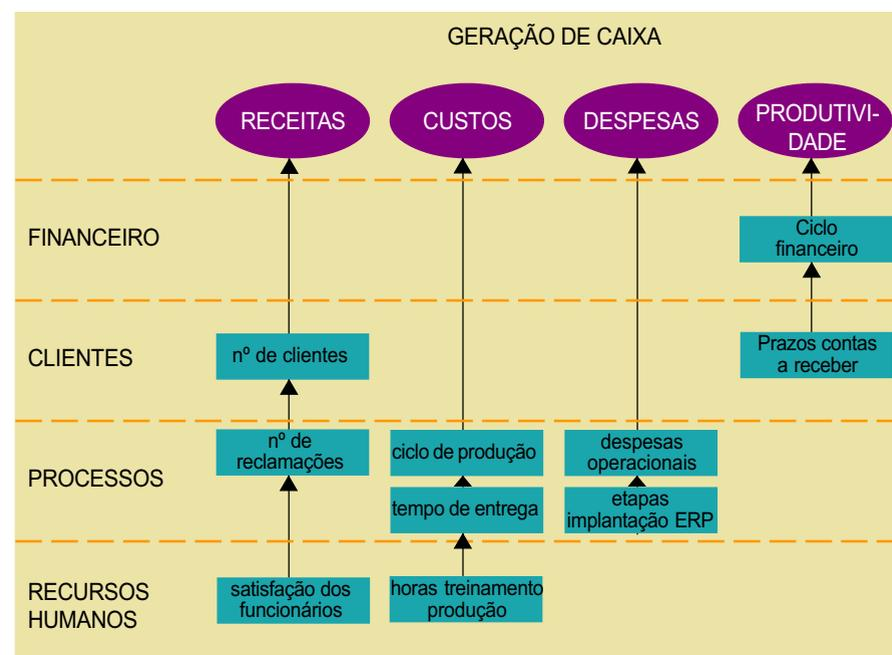 GERAÇÃO DE CAIXA
RECEITAS
CUSTOS
DESPESAS
PRODUTIVI-
DADE
FINANCEIRO
Ciclo
financeiro
CLIENTES
nº de clientes
Prazos contas
a receber
PROCESSOS
nº de
reclamações
ciclo de produção
despesas
operacionais
tempo de entrega
etapas
implantação ERP
RECURSOS
HUMANOS
satisfação dos
funcionários
horas treinamento
produção